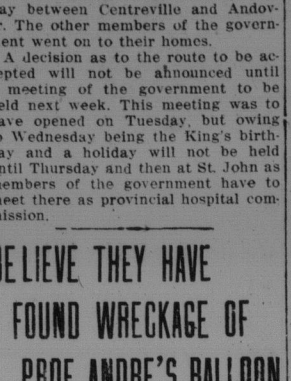 ay between Centreville and Andov-
r. The other members of the govern-
ent went on to their homes.
A decision as to the route to be ac-
epted will not be announced until
meeting of the government to be
eld next week. This meeting was to
ave opened on Tuesday, but owing
o Wednesday being the King's birth-
ay and a holiday will not be held
ntil Thursday and then at St. John as
embers of the government have to
eet there as provincial hospital com-
ission.
BELIEVE THEY HAVE
FOUND WRECKAGE OF
PROF ANDRE'S BALLOON